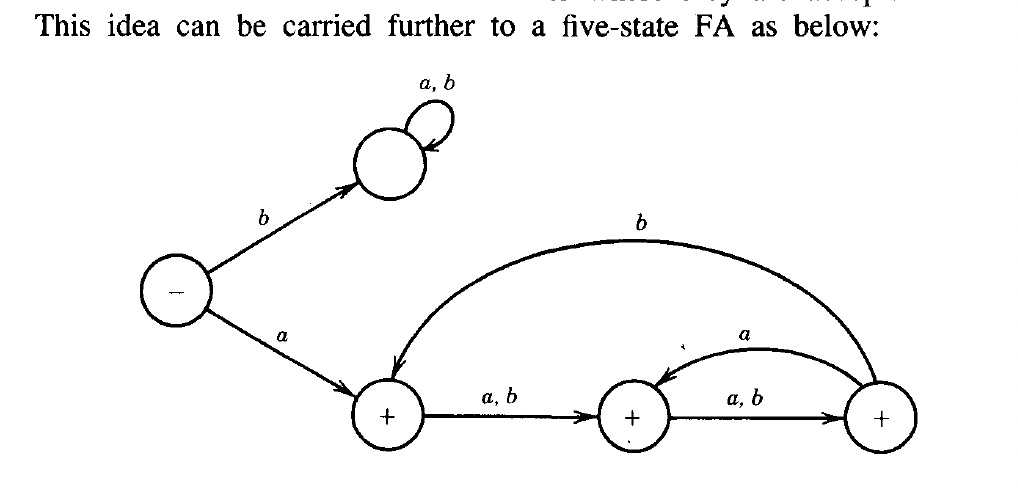 This idea can be carried further to a five-state FA as below:
a, b
b
b
−
a
a
a, b
a, b
+
+
+